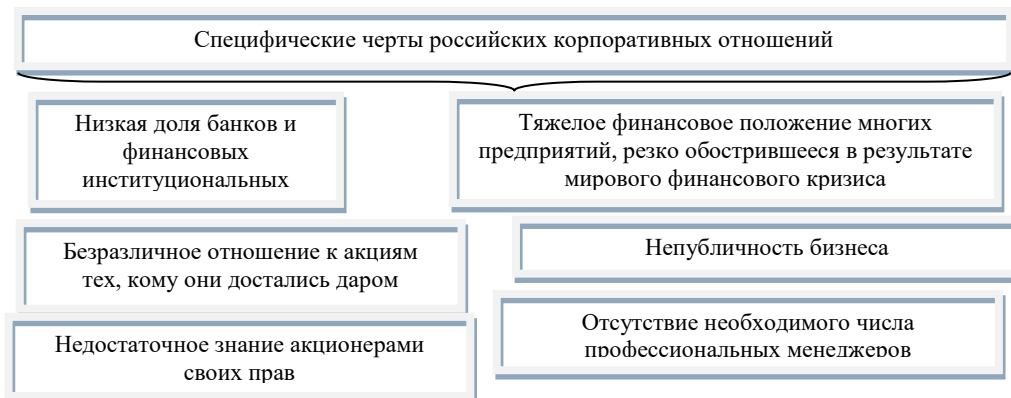 Специфические черты российских корпоративных отношений
Низкая доля банков и
финансовых
институциональных
Тяжелое финансовое положение многих
предприятий, резко обострившееся в результате
мирового финансового кризиса
Безразличное отношение к акциям
тех, кому они достались даром
Непубличность бизнеса
Недостаточное знание акционерами
своих прав
Отсутствие необходимого числа
профессиональных менеджеров